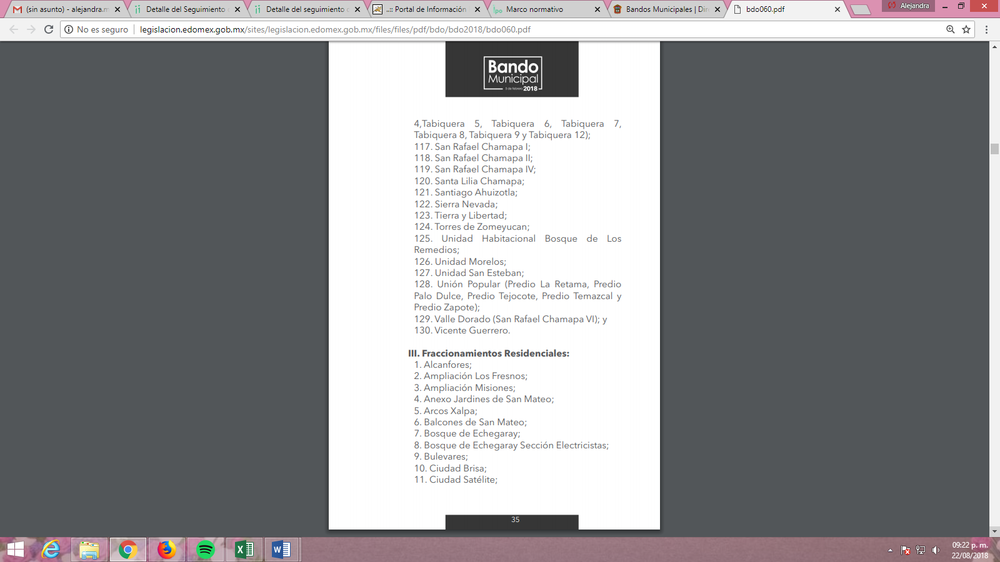 (sin asunto) - alejandra.m
Detalle del Seguimiento
Detalle del seguimiento
..:: Portal de Información
Marco normativo
Bandos Municipales | Dir
bdo060.pdf
Alejandra
No es seguro
legislacion.edomex.gob.mx/sites/legislacion.edomex.gob.mx/files/files/pdf/bdo/bdo2018/bdo060.pdf
Bando
Municipal
5 de febrero 2018
4,Tabiquera 5, Tabiquera 6, Tabiquera 7,
Tabiquera 8, Tabiquera 9 y Tabiquera 12);
117. San Rafael Chamapa I;
118. San Rafael Chamapa II;
119. San Rafael Chamapa IV;
120. Santa Lilia Chamapa;
121. Santiago Ahuizotla;
122. Sierra Nevada;
123. Tierra y Libertad;
124. Torres de Zomeyucan;
125. Unidad Habitacional Bosque de Los
Remedios;
126. Unidad Morelos;
127. Unidad San Esteban;
128. Unión Popular (Predio La Retama, Predio
Palo Dulce, Predio Tejocote, Predio Temazcal y
Predio Zapote);
129. Valle Dorado (San Rafael Chamapa VI); y
130. Vicente Guerrero.
III. Fraccionamientos Residenciales:
1. Alcanfores;
2. Ampliación Los Fresnos;
3. Ampliación Misiones;
4. Anexo Jardines de San Mateo;
5. Arcos Xalpa;
6. Balcones de San Mateo;
7. Bosque de Echegaray;
8. Bosque de Echegaray Sección Electricistas;
9. Bulevares;
10. Ciudad Brisa;
11. Ciudad Satélite;
35
09:22 p. m.
22/08/2018